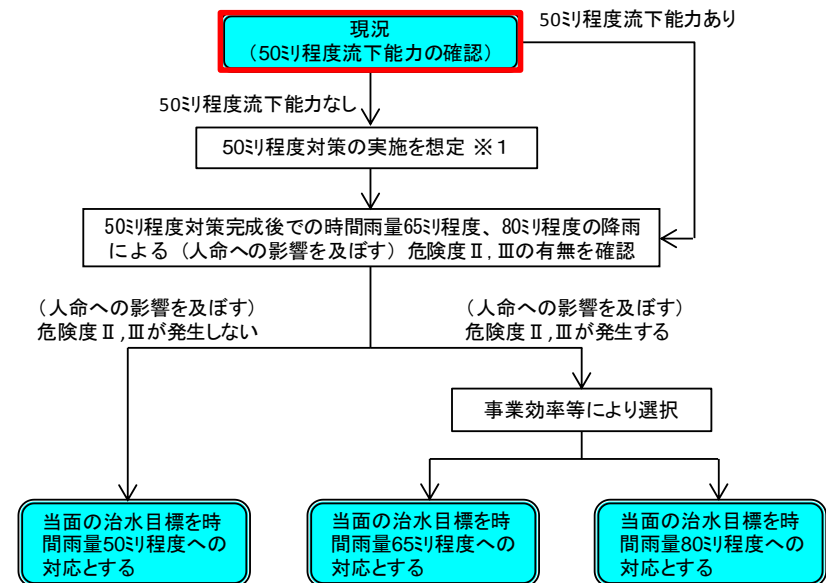 現況
（50ﾐﾘ程度流下能力の確認）
50ﾐﾘ程度流下能力あり
50ﾐﾘ程度流下能力なし
50ﾐﾘ程度対策の実施を想定 ※１
50ﾐﾘ程度対策完成後での時間雨量65ﾐﾘ程度、80ﾐﾘ程度の降雨
による（人命への影響を及ぼす）危険度Ⅱ,Ⅲの有無を確認
（人命への影響を及ぼす）
危険度Ⅱ,Ⅲが発生しない
（人命への影響を及ぼす）
危険度Ⅱ,Ⅲが発生する
事業効率等により選択
当面の治水目標を時
間雨量50ﾐﾘ程度への
対応とする
当面の治水目標を時
間雨量65ﾐﾘ程度への
対応とする
当面の治水目標を時
間雨量80ﾐﾘ程度への
対応とする